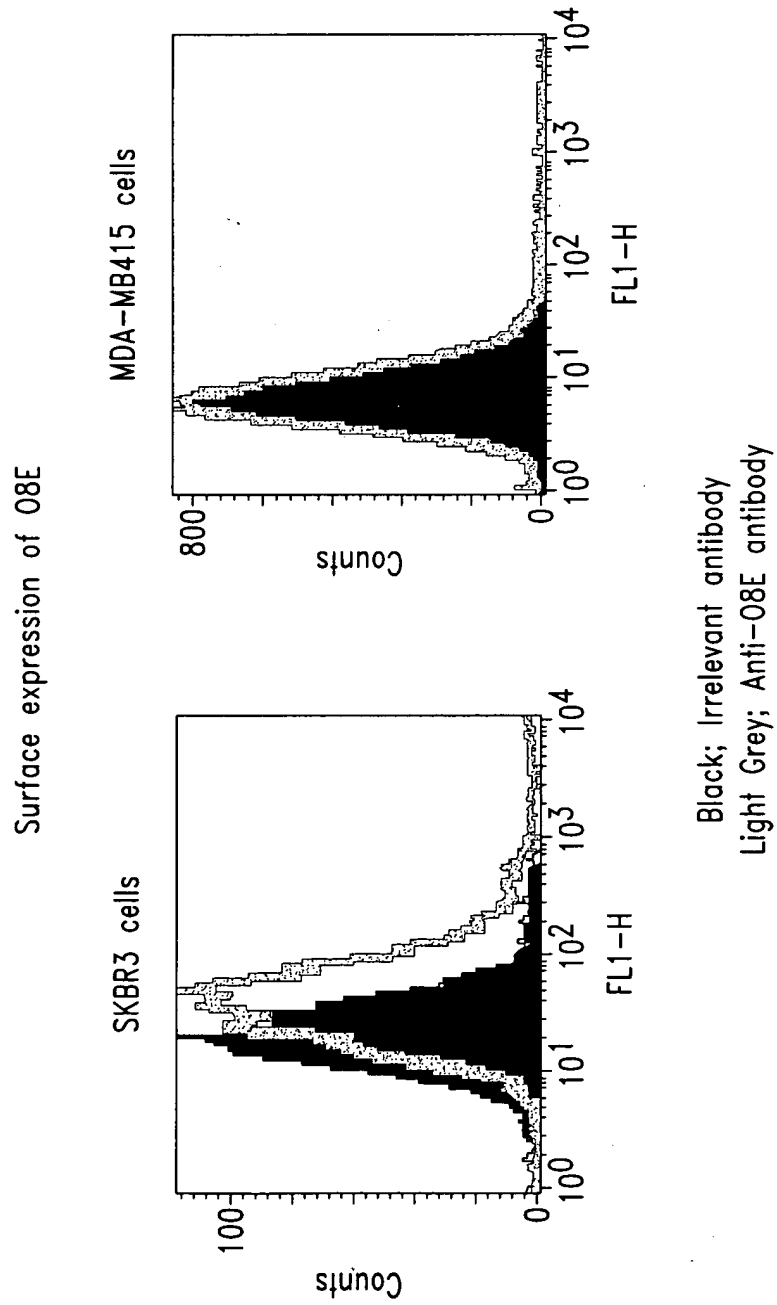 Surface expression of O8E
SKBR3 cells
Counts
100
0
10⁰ 10¹ 10² 10³ 10⁴
FL1-H
MDA-MB415 cells
Counts
800
0
10⁰ 10¹ 10² 10³ 10⁴
FL1-H
Black; Irrelevant antibody
Light Grey; Anti-O8E antibody